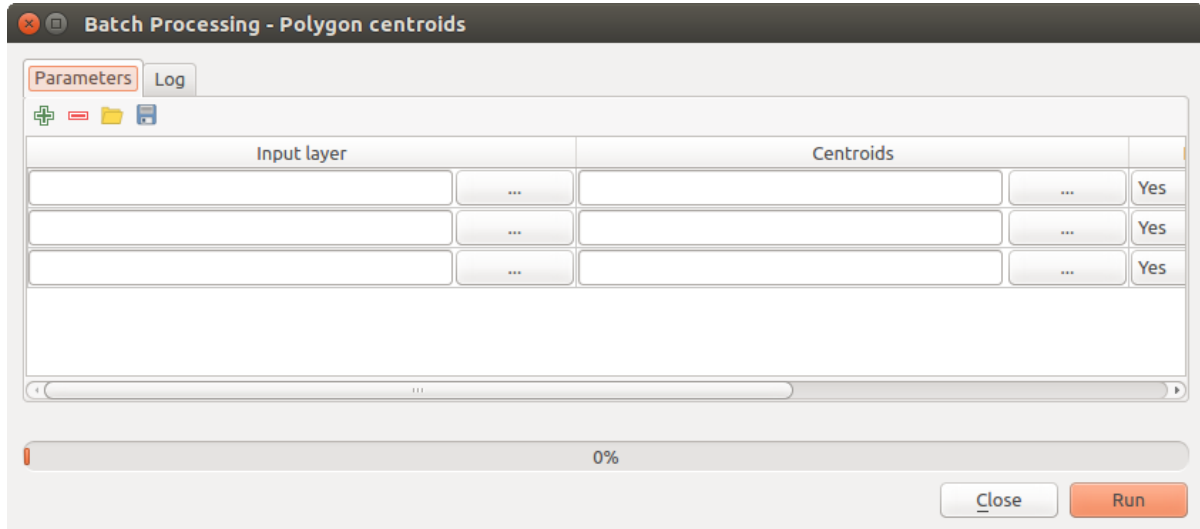 Batch Processing - Polygon centroids
Parameters Log
Input layer Centroids
... ... Yes
... ... Yes
... ... Yes
0%
Close Run